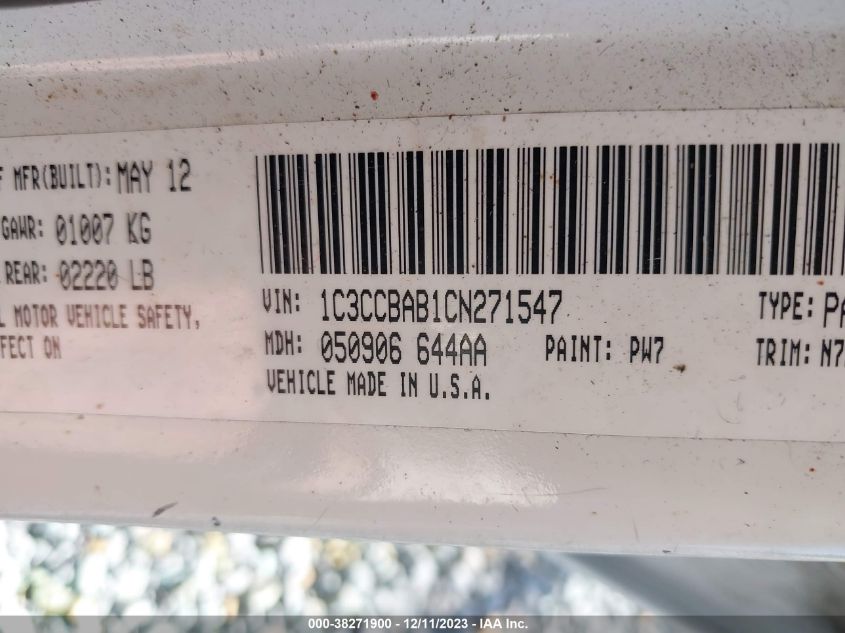 F MFR(BUILT): MAY 12
GAWR: 01007 KG
REAR: 02220 LB
L MOTOR VEHICLE SAFETY,
FECT ON
VIN: 1C3CCBAB1CN271547 TYPE: PA
MDH: 050906 644AA PAINT: PW7 TRIM: N7
VEHICLE MADE IN U.S.A.
000-38271900 - 12/11/2023 - IAA Inc.